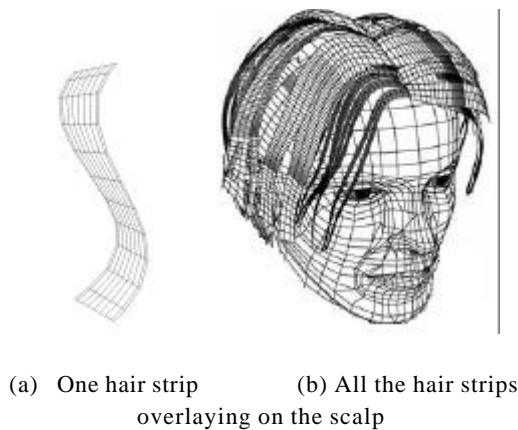 (a) One hair strip (b) All the hair strips
overlaying on the scalp